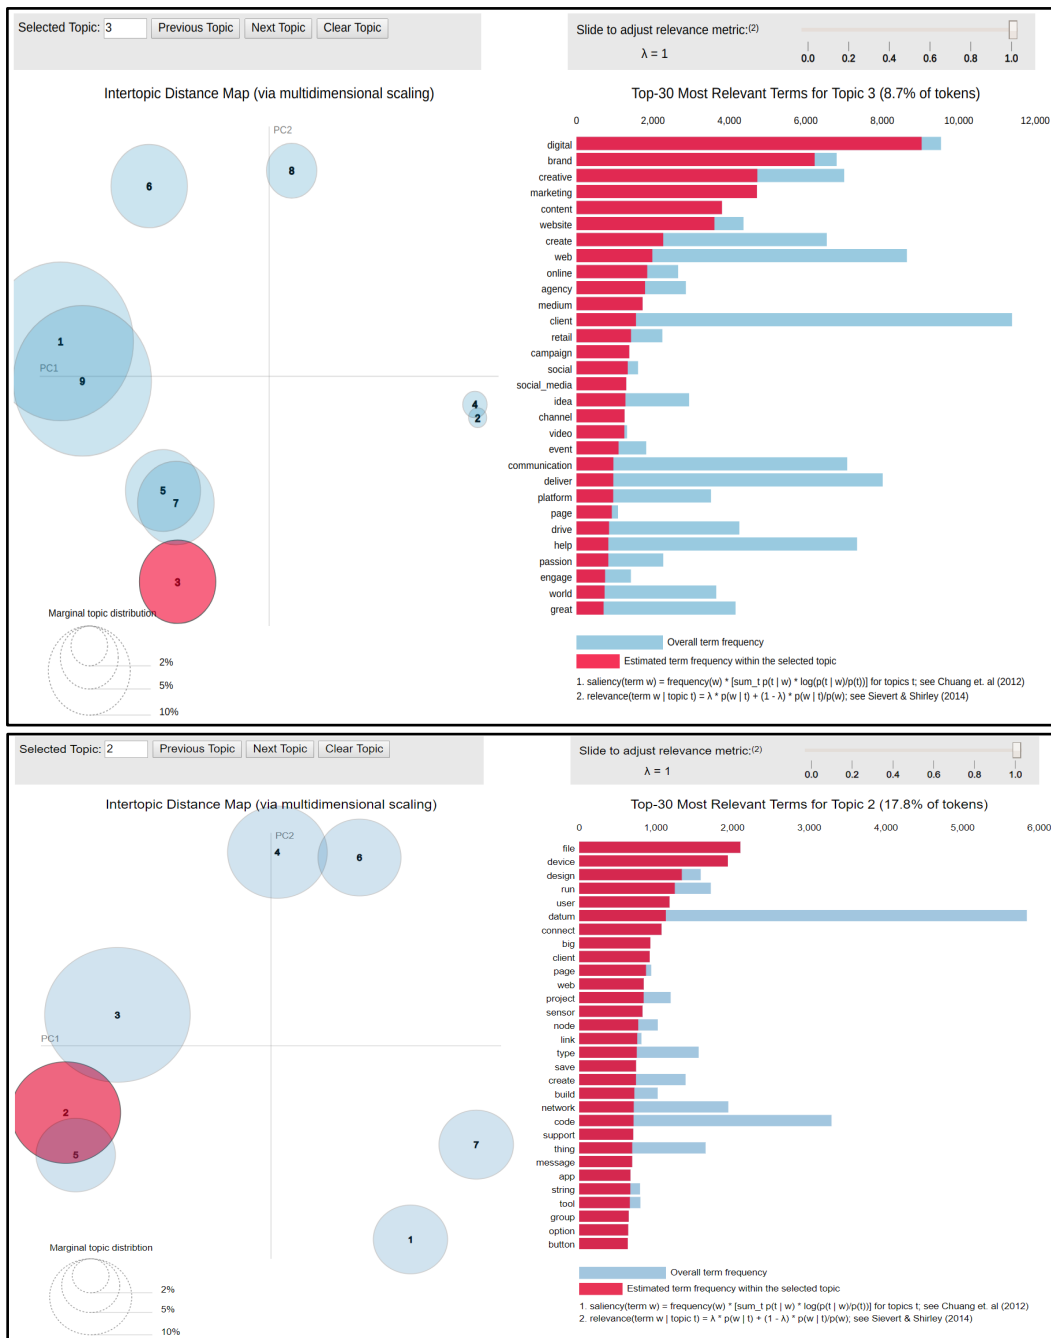 Selected Topic: 3 Previous Topic Next Topic Clear Topic
Slide to adjust relevance metric:(2)
λ = 1
0.0 0.2 0.4 0.6 0.8 1.0
Intertopic Distance Map (via multidimensional scaling)
PC2
PC1
8
6
1
9
4
2
5
7
3
Marginal topic distribution
2%
5%
10%
Top-30 Most Relevant Terms for Topic 3 (8.7% of tokens)
0 2,000 4,000 6,000 8,000 10,000 12,000
digital
brand
creative
marketing
content
website
create
web
online
agency
medium
client
retail
campaign
social
social_media
idea
channel
video
event
communication
deliver
platform
page
drive
help
passion
engage
world
great
Overall term frequency
Estimated term frequency within the selected topic
1. saliency(term w) = frequency(w) * [sum_t p(t | w) * log(p(t | w)/p(t))] for topics t; see Chuang et. al (2012)
2. relevance(term w | topic t) = λ * p(w | t) + (1 - λ) * p(w | t)/p(w); see Sievert & Shirley (2014)
Selected Topic: 2 Previous Topic Next Topic Clear Topic
Slide to adjust relevance metric:(2)
λ = 1
0.0 0.2 0.4 0.6 0.8 1.0
Intertopic Distance Map (via multidimensional scaling)
PC2
PC1
4
6
3
2
5
7
1
Marginal topic distribtion
2%
5%
10%
Top-30 Most Relevant Terms for Topic 2 (17.8% of tokens)
0 1,000 2,000 3,000 4,000 5,000 6,000
file
device
design
run
user
datum
connect
big
client
page
web
project
sensor
node
link
type
save
create
build
network
code
support
thing
message
app
string
tool
group
option
button
Overall term frequency
Estimated term frequency within the selected topic
1. saliency(term w) = frequency(w) * [sum_t p(t | w) * log(p(t | w)/p(t))] for topics t; see Chuang et. al (2012)
2. relevance(term w | topic t) = λ * p(w | t) + (1 - λ) * p(w | t)/p(w); see Sievert & Shirley (2014)